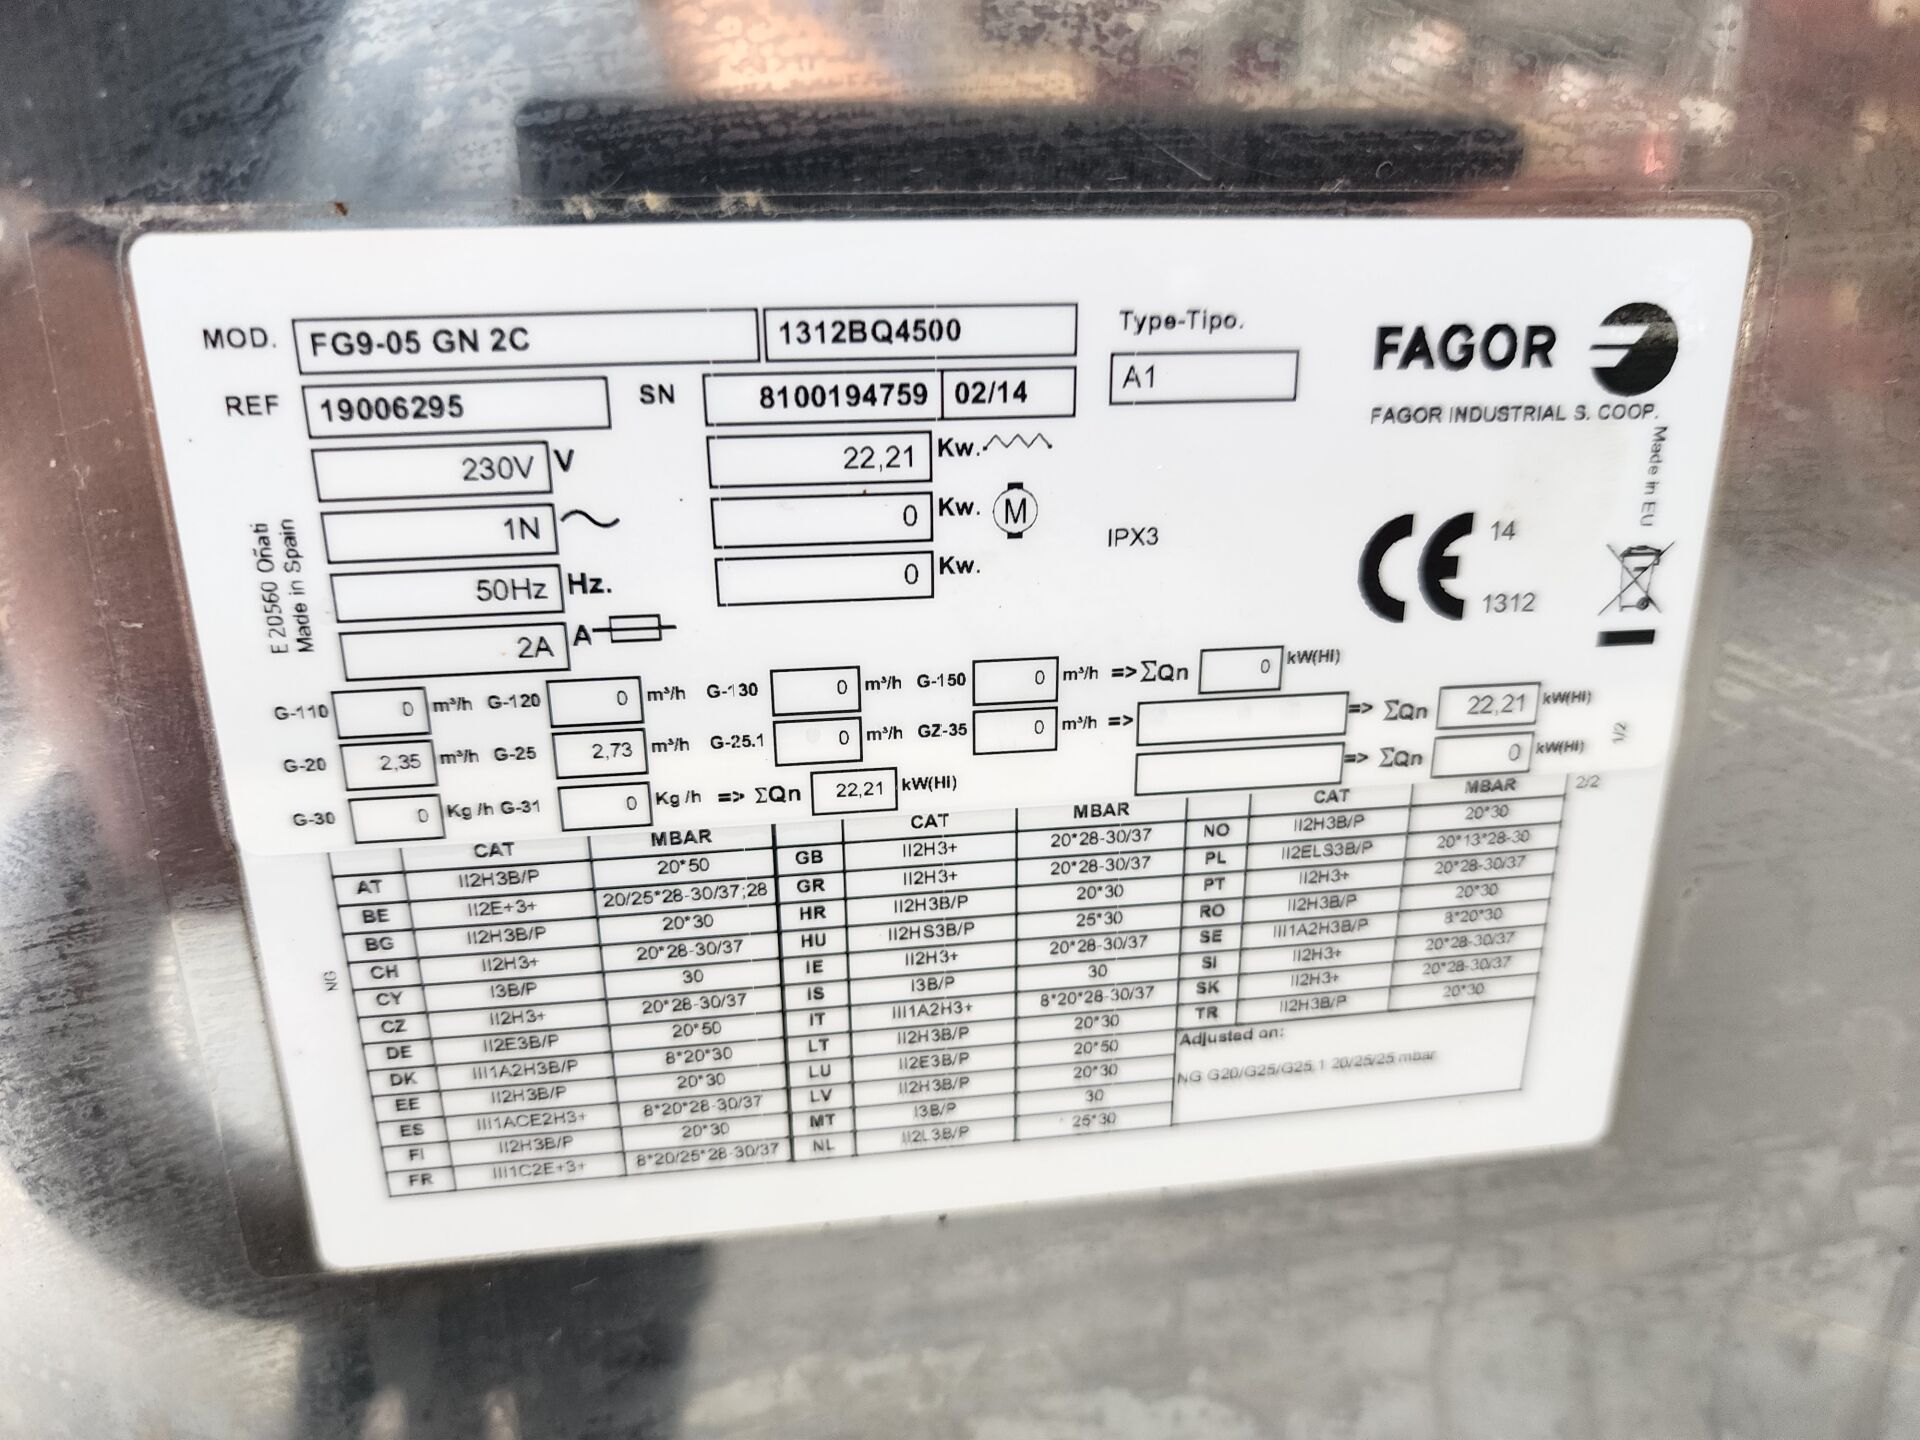 MOD. FG9-05 GN 2C 1312BQ4500 Type-Tipo. FAGOR
REF 19006295 SN 8100194759 02/14 A1 FAGOR INDUSTRIAL S. COOP.
230V V 22,21 Kw.
1N 0 Kw. M IPX3 CE 14
50Hz Hz. 0 Kw. 1312
2A A
E 20560 Oñati
Made in Spain
Made in EU
G-110 0 m³/h G-120 0 m³/h G-130 0 m³/h G-150 0 m³/h => ΣQn 0 kW(HI)
G-20 2,35 m³/h G-25 2,73 m³/h G-25.1 0 m³/h GZ-35 0 m³/h => => ΣQn 22,21 kW(HI)
G-30 0 Kg/h G-31 0 Kg/h => ΣQn 22,21 kW(HI) => ΣQn 0 kW(HI)
1/2
2/2
NG
CAT MBAR
AT II2H3B/P 20*50
BE II2E+3+ 20/25*28-30/37;28
BG II2H3B/P 20*30
CH II2H3+ 20*28-30/37
CY I3B/P 30
CZ II2H3+ 20*28-30/37
DE II2E3B/P 20*50
DK III1A2H3B/P 8*20*30
EE II2H3B/P 20*30
ES III1ACE2H3+ 8*20*28-30/37
FI II2H3B/P 20*30
FR III1C2E+3+ 8*20/25*28-30/37
CAT MBAR
GB II2H3+ 20*28-30/37
GR II2H3+ 20*28-30/37
HR II2H3B/P 20*30
HU II2HS3B/P 25*30
IE II2H3+ 20*28-30/37
IS I3B/P 30
IT III1A2H3+ 8*20*28-30/37
LT II2H3B/P 20*30
LU II2E3B/P 20*50
LV II2H3B/P 20*30
MT I3B/P 30
NL II2L3B/P 25*30
CAT MBAR
NO II2H3B/P 20*30
PL II2ELS3B/P 20*13*28-30
PT II2H3+ 20*28-30/37
RO II2H3B/P 20*30
SE III1A2H3B/P 8*20*30
SI II2H3+ 20*28-30/37
SK II2H3+ 20*28-30/37
TR II2H3B/P 20*30
Adjusted on:
NG G20/G25/G25.1 20/25/25 mbar